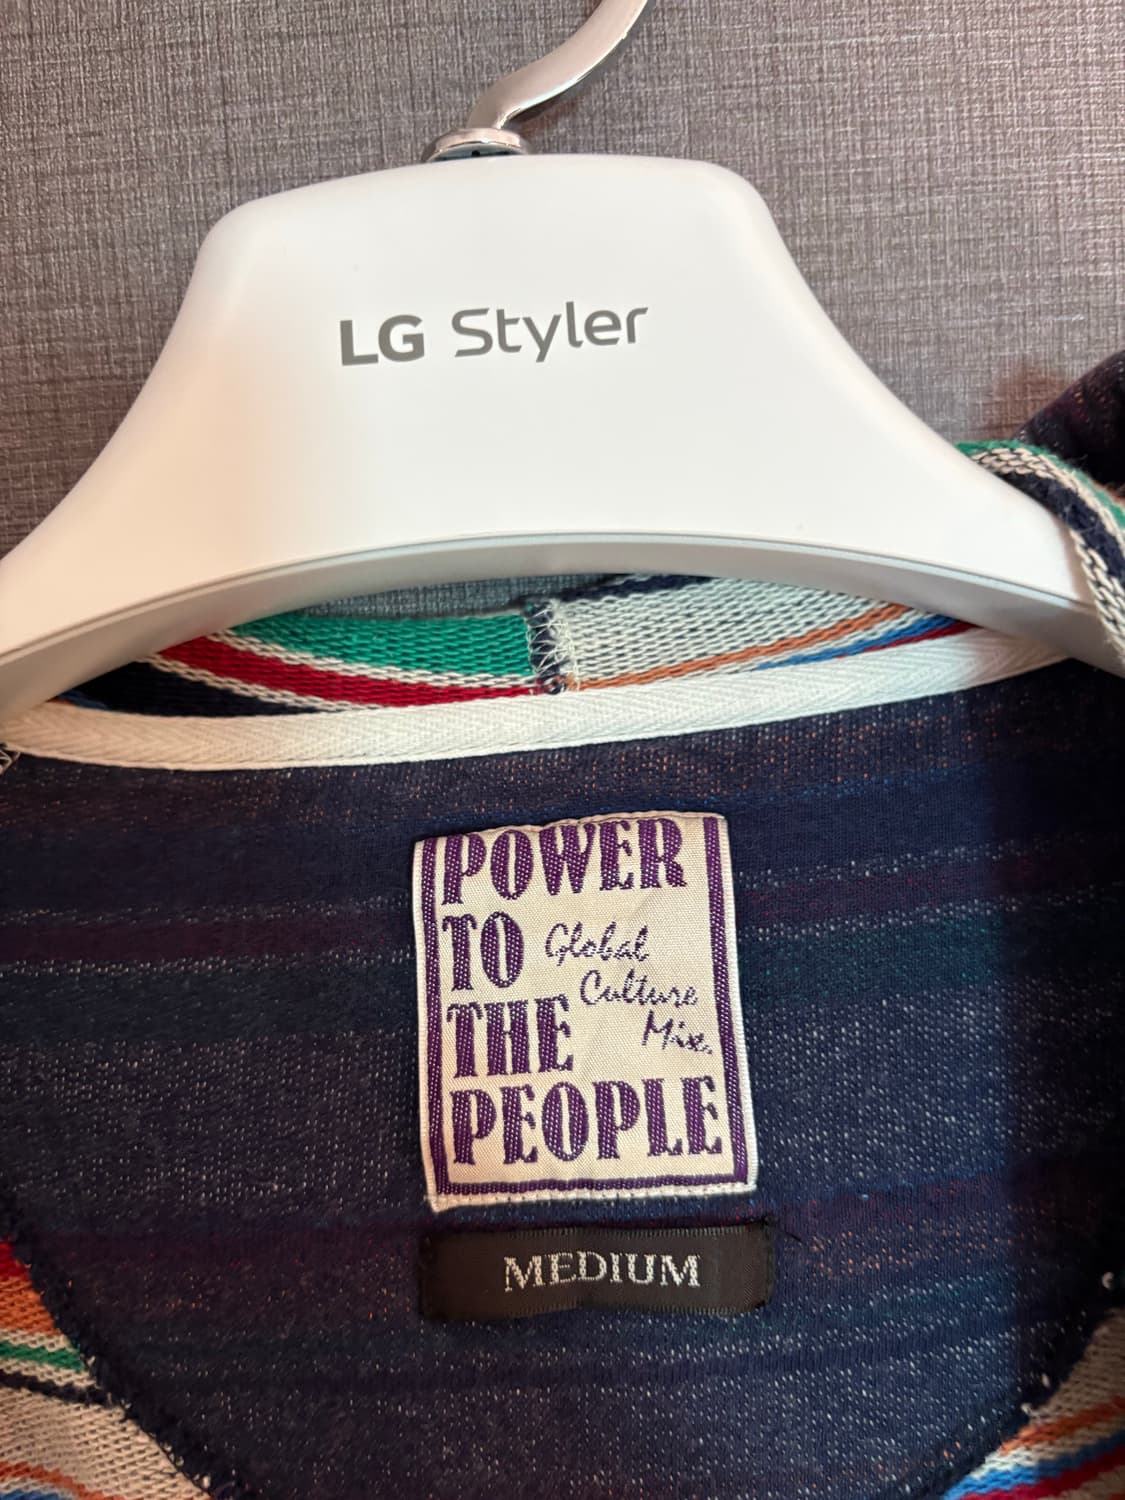 LG Styler
POWER
TO
Global
Culture
THE
Mix.
PEOPLE
MEDIUM